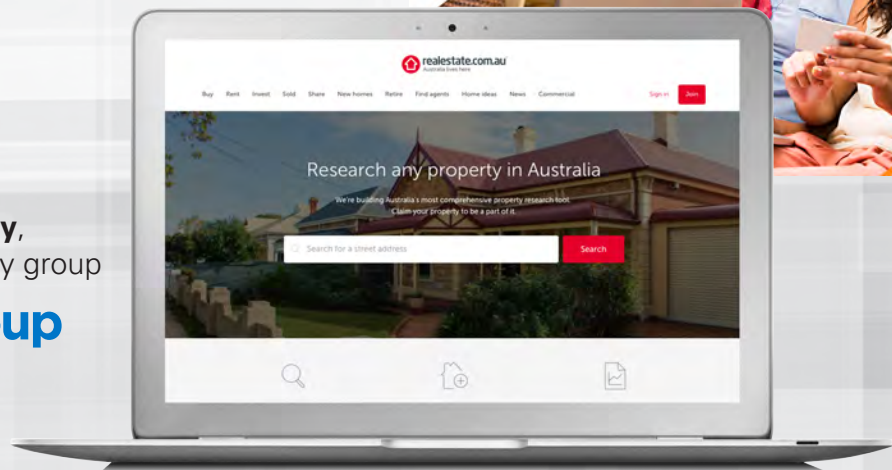 realestate.com.au
Australia lives here
Buy Rent Invest Sold Share New homes Retire Find agents Home ideas News Commercial Sign in Join
Research any property in Australia
We're building Australia's most comprehensive property research tool.
Claim your property to be a part of it.
Search for a street address Search
y,
y group
up